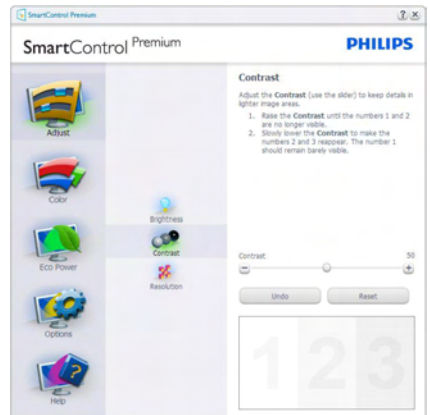 SmartControl Premium
SmartControl Premium
PHILIPS
Adjust
Color
Eco Power
Options
Help
Brightness
Contrast
Resolution
Contrast
Adjust the Contrast (use the slider) to keep details in
lighter image areas.
1. Raise the Contrast until the numbers 1 and 2
are no longer visible.
2. Slowly lower the Contrast to make the
numbers 2 and 3 reappear. The number 1
should remain barely visible.
Contrast 50
Undo Reset
1 2 3